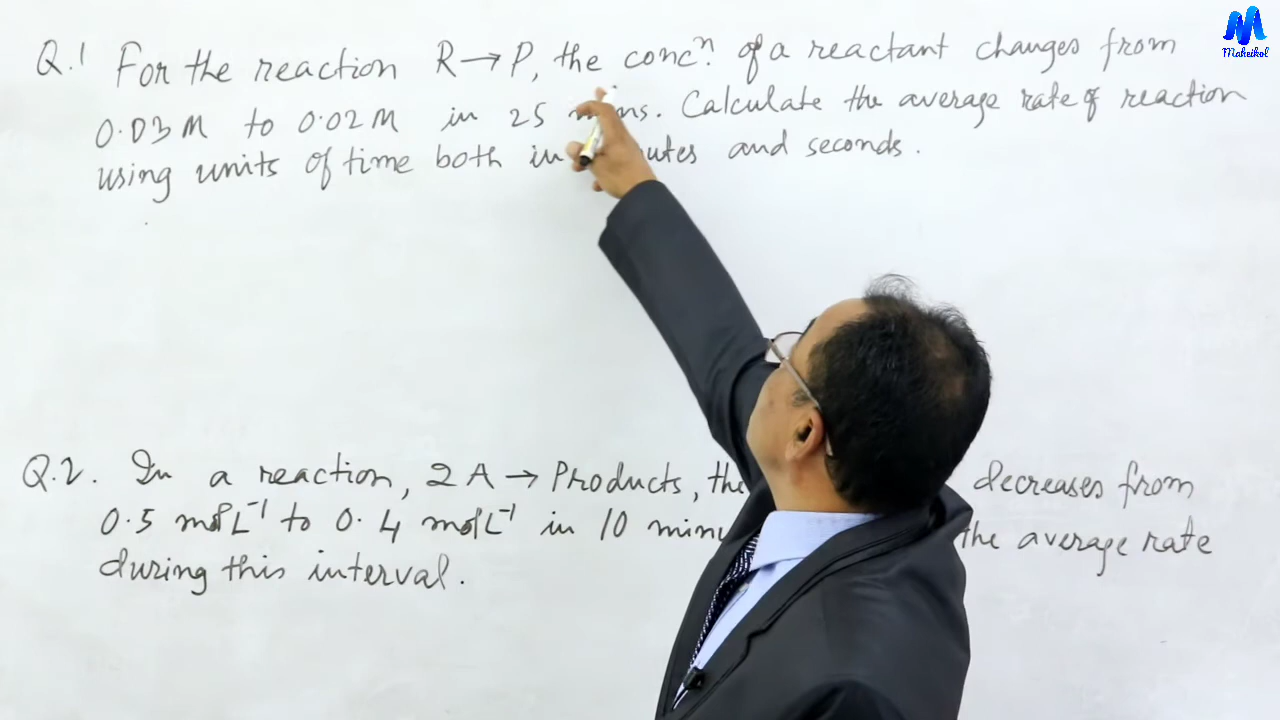 Q.1 For the reaction R → P, the concⁿ. of a reactant changes from
0.03M to 0.02M in 25 mins. Calculate the average rate of reaction
using units of time both in minutes and seconds.
Q.2. In a reaction, 2A → Products, the decreases from
0.5 mol L⁻¹ to 0.4 mol L⁻¹ in 10 minu the average rate
during this interval.
Maheikol